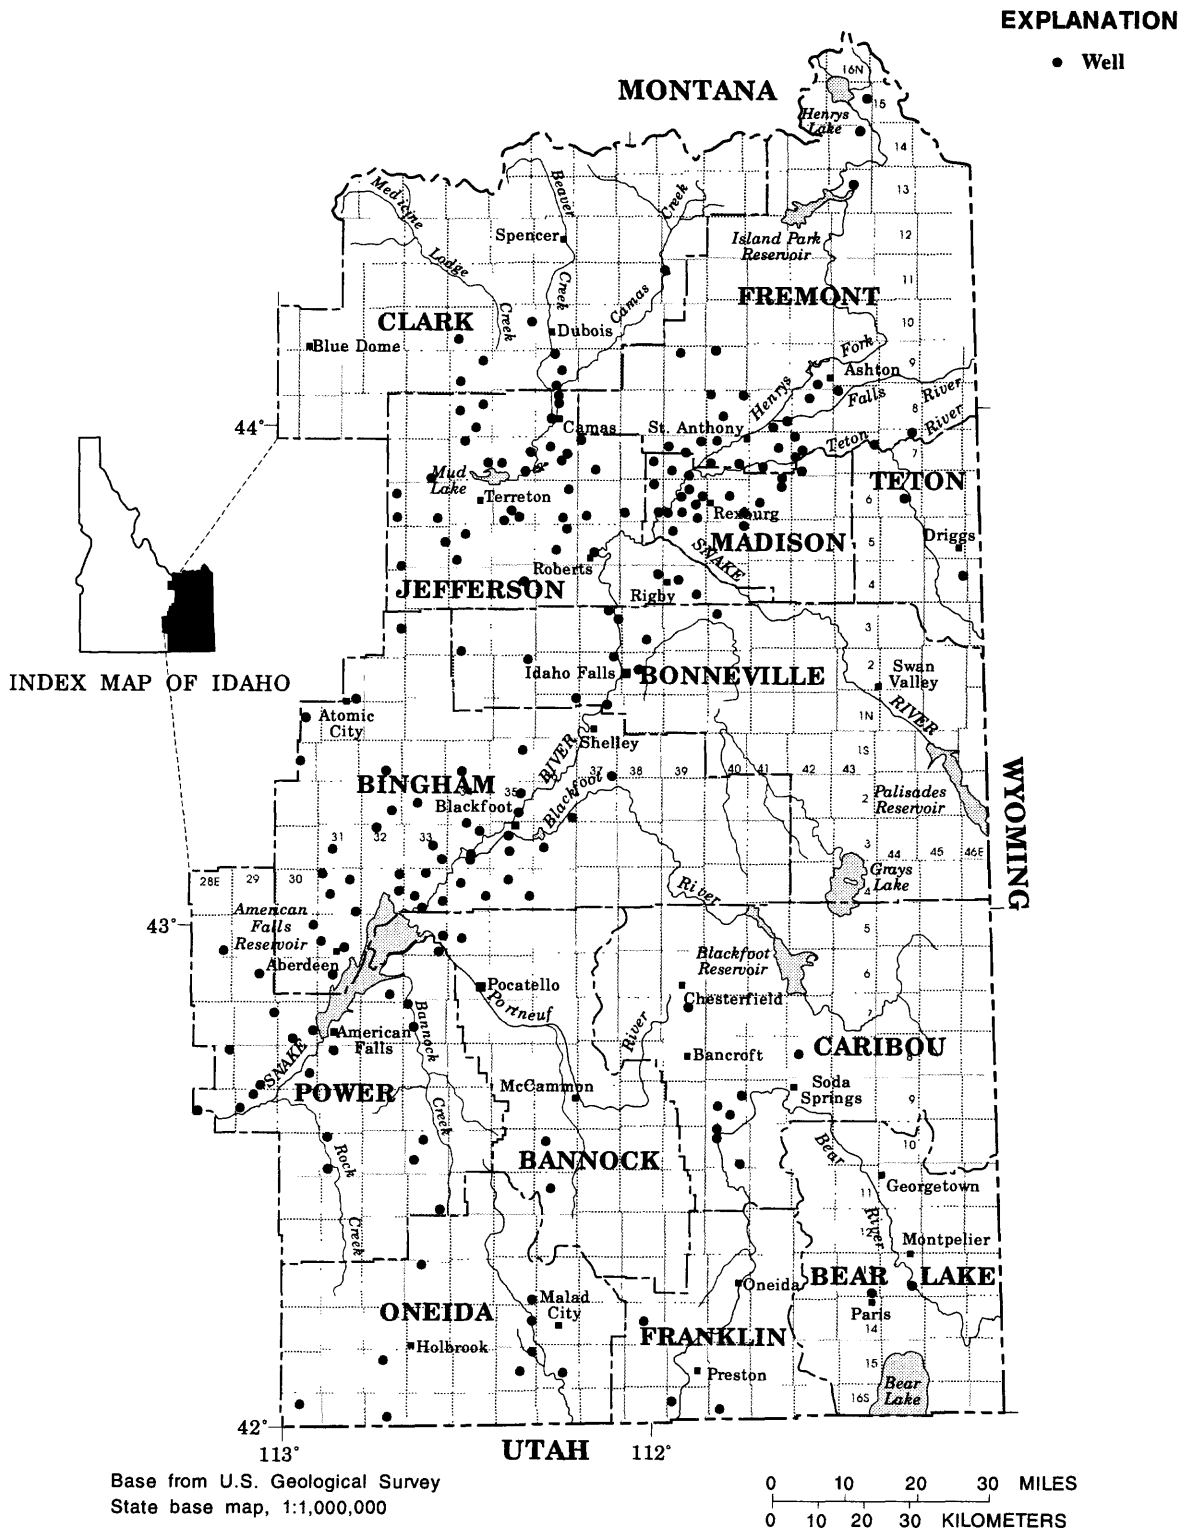 EXPLANATION
Well
MONTANA
16N
15
Henrys
Lake
14
Medicine
Lodge
Creek
Beaver
Creek
Creek
Camas
13
Spencer
Island Park
Reservoir
12
11
FREMONT
CLARK
Dubois
10
Blue Dome
Henrys
Fork
9
Ashton
Falls
River
8
44°
Camas
St. Anthony
Teton
River
7
Mud
Lake
TETON
Terreton
6
Rexburg
Driggs
MADISON
5
SNAKE
Roberts
JEFFERSON
Rigby
4
3
INDEX MAP OF IDAHO
Idaho Falls
BONNEVILLE
2
Swan
Valley
Atomic
City
1N
RIVER
Shelley
1S
RIVER
37
38
39
40
41
42
43
BINGHAM
35
Blackfoot
Blackfoot
2
Palisades
Reservoir
WYOMING
31
32
33
3
44
45
46E
28E
29
30
River
Grays
Lake
4
American
Falls
Reservoir
43°
5
Blackfoot
Reservoir
Aberdeen
6
Pocatello
Portneuf
Chesterfield
7
American
Falls
Bannock
Creek
River
Bancroft
CARIBOU
8
SNAKE
POWER
McCammon
Soda
Springs
9
Rock
Creek
BANNOCK
Bear
River
10
Georgetown
11
12
Montpelier
Oneida
BEAR LAKE
ONEIDA
Malad
City
Paris
FRANKLIN
14
Holbrook
Preston
15
Bear
Lake
16S
42°
113°
UTAH
112°
Base from U.S. Geological Survey
State base map, 1:1,000,000
0 10 20 30 MILES
0 10 20 30 KILOMETERS